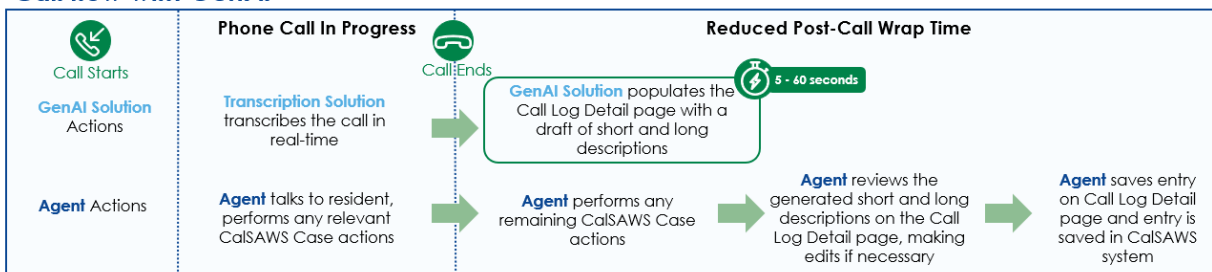 Call flow with GenAI
Phone Call In Progress
Reduced Post-Call Wrap Time
Call Starts
Call Ends
5 - 60 seconds
GenAI Solution
Actions
Transcription Solution
transcribes the call in
real-time
GenAI Solution populates the
Call Log Detail page with a
draft of short and long
descriptions
Agent Actions
Agent talks to resident,
performs any relevant
CalSAWS Case actions
Agent performs any
remaining CalSAWS Case
actions
Agent reviews the
generated short and long
descriptions on the Call
Log Detail page, making
edits if necessary
Agent saves entry
on Call Log Detail
page and entry is
saved in CalSAWS
system